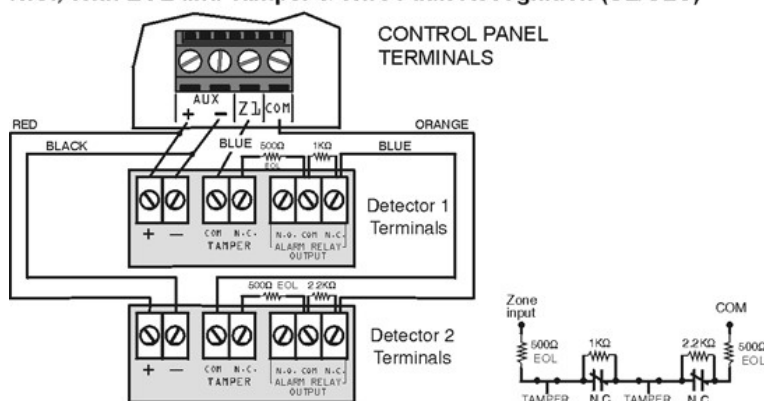 CONTROL PANEL
TERMINALS
AUX
+ - Z1 COM
RED
ORANGE
BLACK
BLUE
500Ω
EOL
1KΩ
BLUE
Detector 1
Terminals
+ - COM N.C. N.O. COM N.C.
TAMPER
ALARM RELAY
OUTPUT
500Ω EOL 2.2KΩ
Detector 2
Terminals
+ - COM N.C. N.O. COM N.C.
TAMPER
ALARM RELAY
OUTPUT
Zone
input
COM
500Ω
EOL
1KΩ
2.2KΩ
500Ω
EOL
TAMPER N.C. TAMPER N.C.